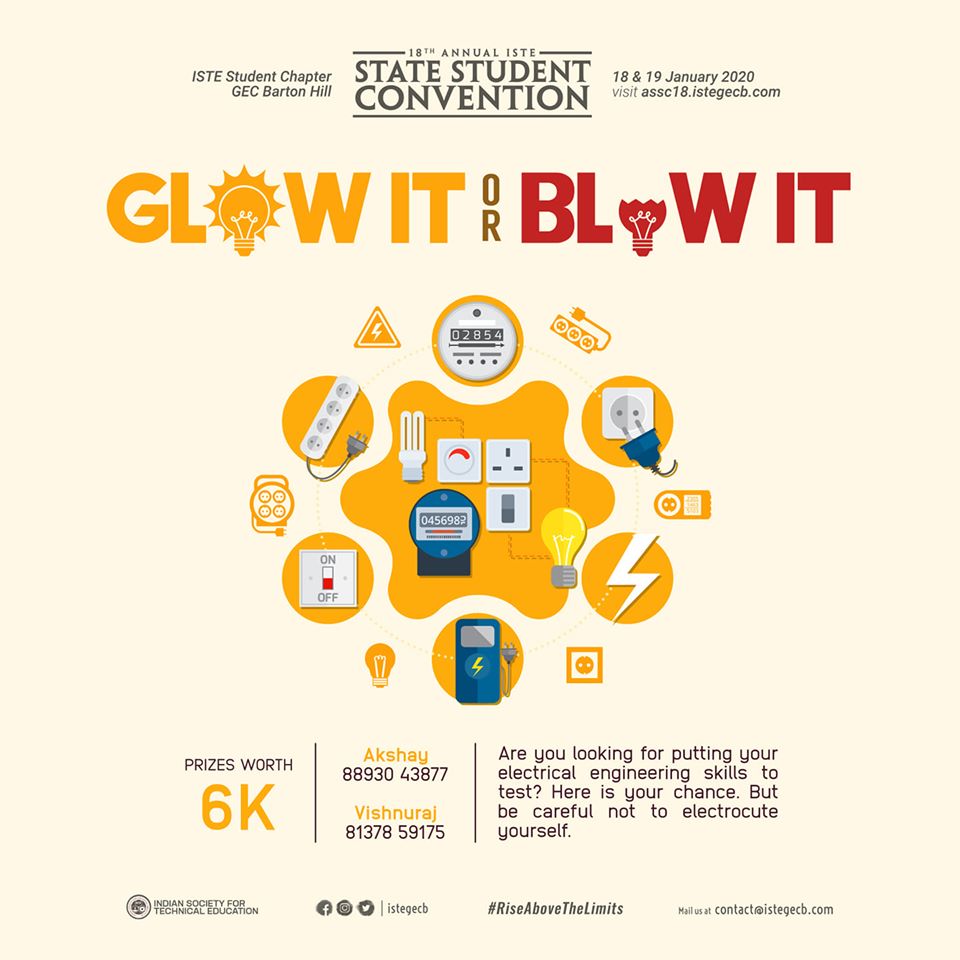 ISTE Student Chapter
GEC Barton Hill
18TH ANNUAL ISTE
STATE STUDENT
CONVENTION
18 & 19 January 2020
visit assc18.istegecb.com
GLOW IT OR BLOW IT
02854
045698
ON
OFF
PRIZES WORTH
6K
Akshay
88930 43877
Vishnuraj
81378 59175
Are you looking for putting your
electrical engineering skills to
test? Here is your chance. But
be careful not to electrocute
yourself.
INDIAN SOCIETY FOR
TECHNICAL EDUCATION
istegecb
#RiseAboveTheLimits
Mail us at contact@istegecb.com